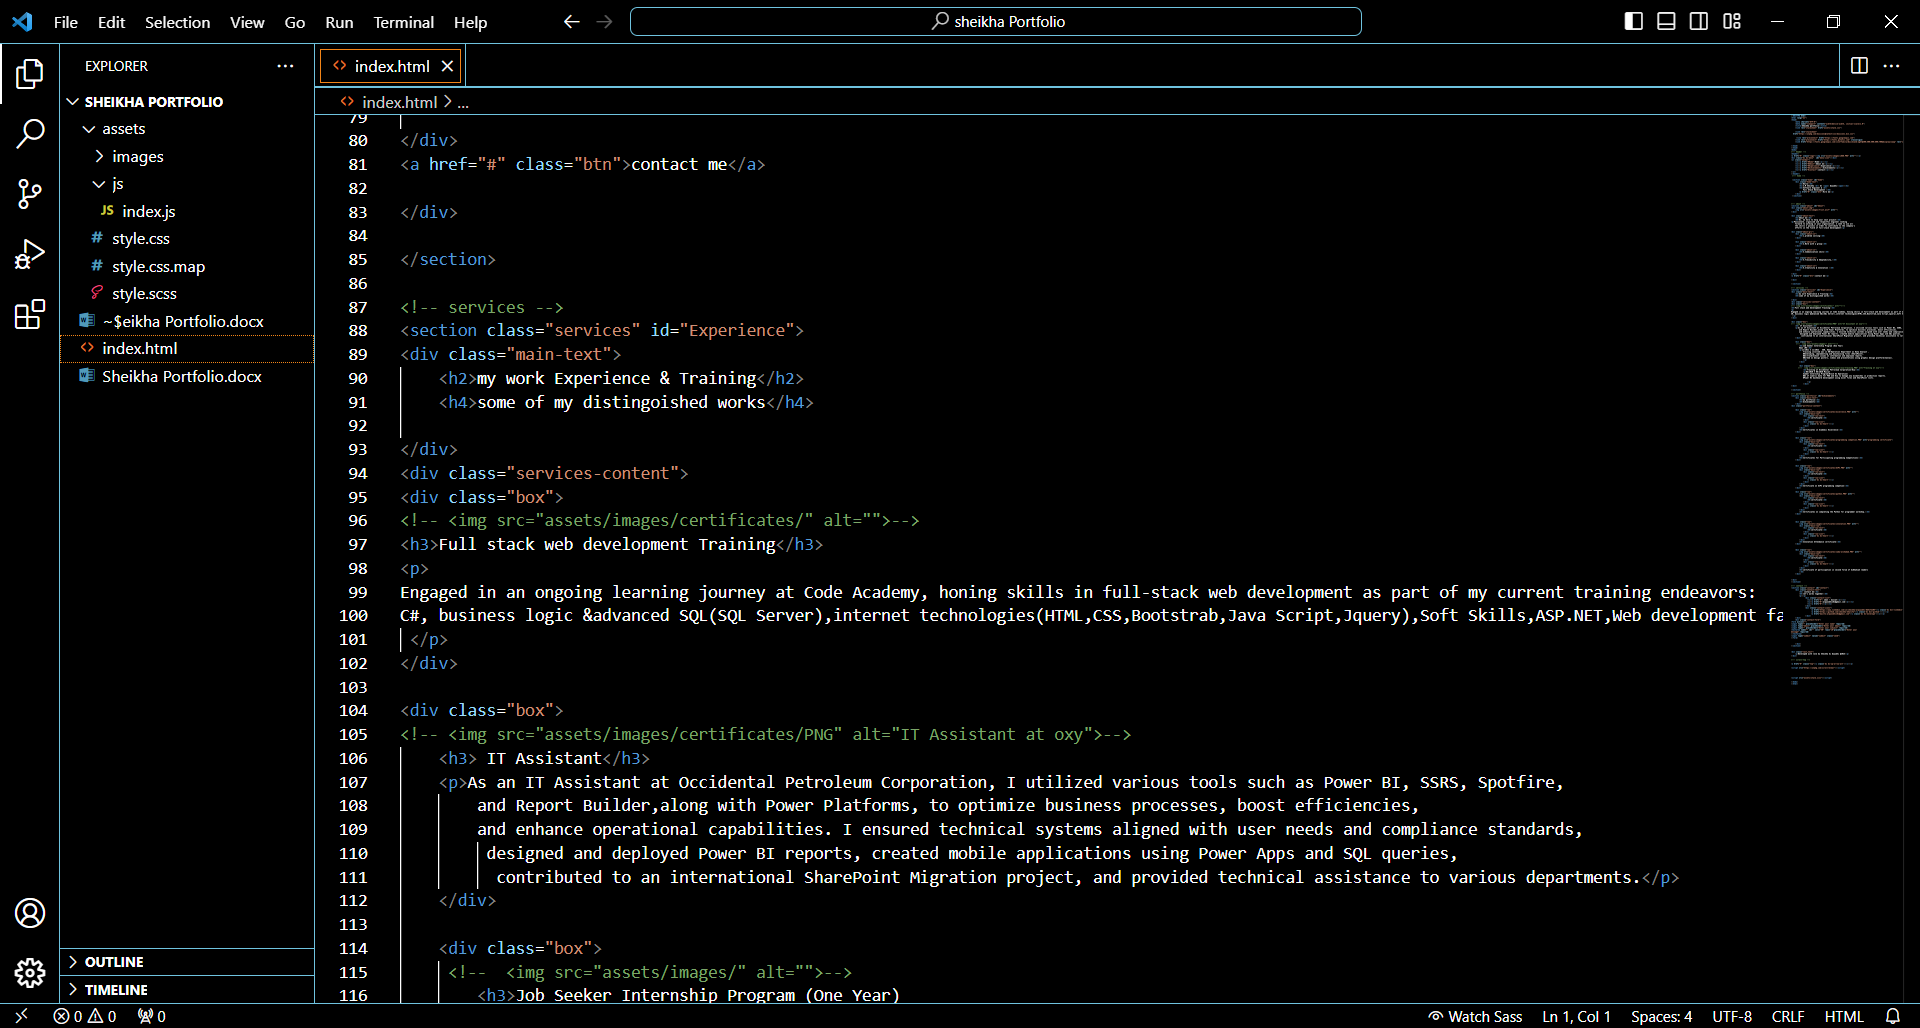 File Edit Selection View Go Run Terminal Help
sheikha Portfolio
EXPLORER
index.html
SHEIKHA PORTFOLIO
index.html > ...
assets
images
js
JS index.js
# style.css
# style.css.map
style.scss
~$eikha Portfolio.docx
index.html
Sheikha Portfolio.docx
OUTLINE
TIMELINE
79
80 </div>
81 <a href="#" class="btn">contact me</a>
82
83 </div>
84
85 </section>
86
87 <!-- services -->
88 <section class="services" id="Experience">
89 <div class="main-text">
90 <h2>my work Experience & Training</h2>
91 <h4>some of my distingoished works</h4>
92
93 </div>
94 <div class="services-content">
95 <div class="box">
96 <!-- <img src="assets/images/certificates/" alt="">-->
97 <h3>Full stack web development Training</h3>
98 <p>
99 Engaged in an ongoing learning journey at Code Academy, honing skills in full-stack web development as part of my current training endeavors:
100 C#, business logic &advanced SQL(SQL Server),internet technologies(HTML,CSS,Bootstrab,Java Script,Jquery),Soft Skills,ASP.NET,Web development fa
101 </p>
102 </div>
103
104 <div class="box">
105 <!-- <img src="assets/images/certificates/PNG" alt="IT Assistant at oxy">-->
106 <h3> IT Assistant</h3>
107 <p>As an IT Assistant at Occidental Petroleum Corporation, I utilized various tools such as Power BI, SSRS, Spotfire,
108 and Report Builder,along with Power Platforms, to optimize business processes, boost efficiencies,
109 and enhance operational capabilities. I ensured technical systems aligned with user needs and compliance standards,
110 designed and deployed Power BI reports, created mobile applications using Power Apps and SQL queries,
111 contributed to an international SharePoint Migration project, and provided technical assistance to various departments.</p>
112 </div>
113
114 <div class="box">
115 <!--  <img src="assets/images/" alt="">-->
116 <h3>Job Seeker Internship Program (One Year)
0 0 0 Watch Sass Ln 1, Col 1 Spaces: 4 UTF-8 CRLF HTML